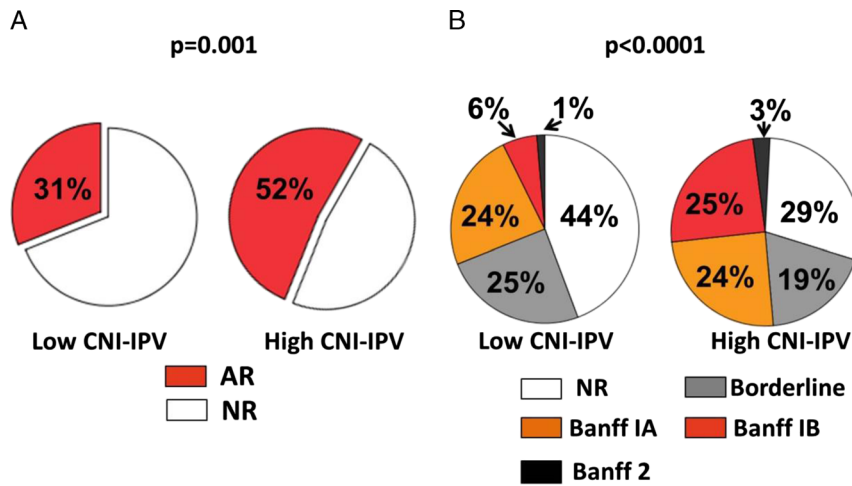 A
p=0.001
31%
52%
Low CNI-IPV
High CNI-IPV
AR
NR
B
p<0.0001
6%
1%
3%
24%
44%
25%
25%
29%
24%
19%
Low CNI-IPV
High CNI-IPV
NR
Borderline
Banff IA
Banff IB
Banff 2